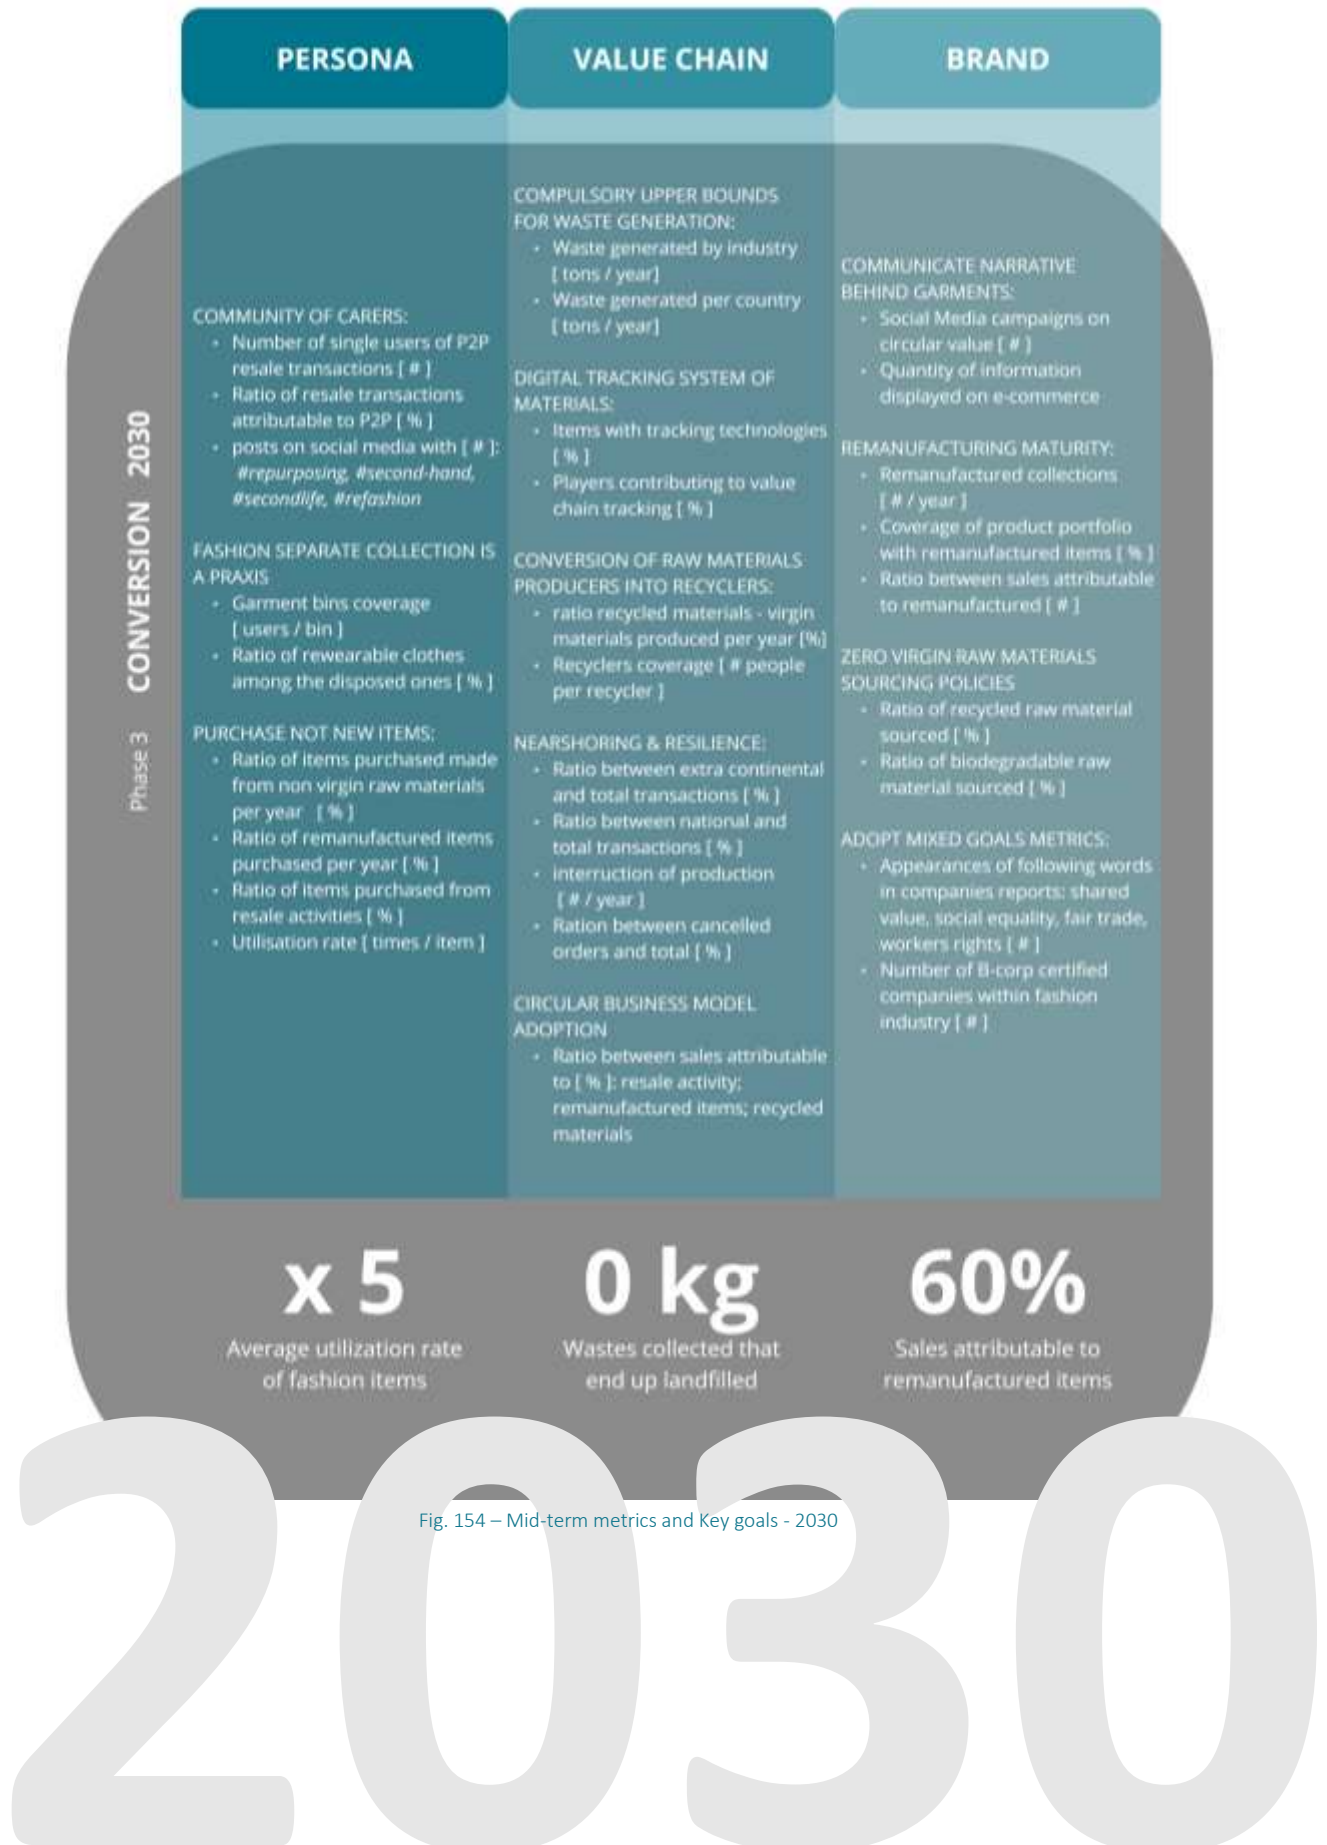 PERSONA
VALUE CHAIN
BRAND
Phase 3 CONVERSION 2030
COMMUNITY OF CARERS:
· Number of single users of P2P
resale transactions [ # ]
· Ratio of resale transactions
attributable to P2P [ % ]
· posts on social media with [ # ]:
#repurposing, #second-hand,
#secondlife, #refashion
FASHION SEPARATE COLLECTION IS
A PRAXIS
· Garment bins coverage
[ users / bin ]
· Ratio of rewearable clothes
among the disposed ones [ % ]
PURCHASE NOT NEW ITEMS:
· Ratio of items purchased made
from non virgin raw materials
per year [ % ]
· Ratio of remanufactured items
purchased per year [ % ]
· Ratio of items purchased from
resale activities [ % ]
· Utilisation rate [ times / item ]
COMPULSORY UPPER BOUNDS
FOR WASTE GENERATION:
· Waste generated by industry
[ tons / year]
· Waste generated per country
[ tons / year]
DIGITAL TRACKING SYSTEM OF
MATERIALS:
· Items with tracking technologies
[ % ]
· Players contributing to value
chain tracking [ % ]
CONVERSION OF RAW MATERIALS
PRODUCERS INTO RECYCLERS:
· ratio recycled materials - virgin
materials produced per year [%]
· Recyclers coverage [ # people
per recycler ]
NEARSHORING & RESILIENCE:
· Ratio between extra continental
and total transactions [ % ]
· Ratio between national and
total transactions [ % ]
· interruction of production
[ # / year ]
· Ration between cancelled
orders and total [ % ]
CIRCULAR BUSINESS MODEL
ADOPTION
· Ratio between sales attributable
to [ % ]: resale activity;
remanufactured items; recycled
materials
COMMUNICATE NARRATIVE
BEHIND GARMENTS:
· Social Media campaigns on
circular value [ # ]
· Quantity of information
displayed on e-commerce
REMANUFACTURING MATURITY:
· Remanufactured collections
[ # / year ]
· Coverage of product portfolio
with remanufactured items [ % ]
· Ratio between sales attributable
to remanufactured [ # ]
ZERO VIRGIN RAW MATERIALS
SOURCING POLICIES
· Ratio of recycled raw material
sourced [ % ]
· Ratio of biodegradable raw
material sourced [ % ]
ADOPT MIXED GOALS METRICS:
· Appearances of following words
in companies reports: shared
value, social equality, fair trade,
workers rights [ # ]
· Number of B-corp certified
companies within fashion
industry [ # ]
x 5
Average utilization rate
of fashion items
0 kg
Wastes collected that
end up landfilled
60%
Sales attributable to
remanufactured items
Fig. 154 – Mid-term metrics and Key goals - 2030
2030